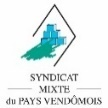 SYNDICAT
MIXTE
du PAYS VENDÔMOIS